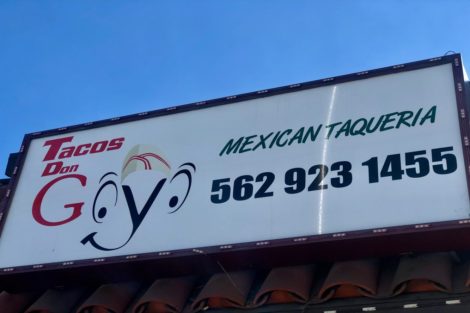 Tacos
Don
Goyo
MEXICAN TAQUERIA
562 923 1455